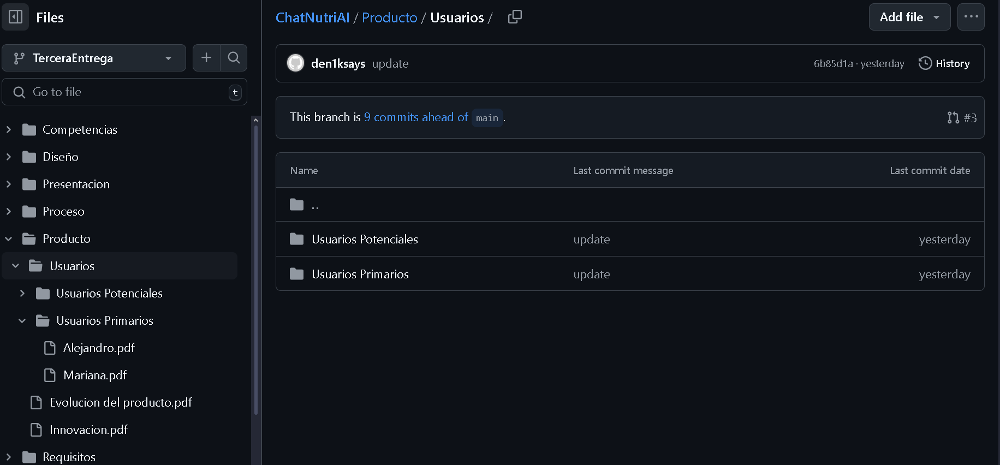 Files
TerceraEntrega
Go to file
t
Competencias
Diseño
Presentacion
Proceso
Producto
Usuarios
Usuarios Potenciales
Usuarios Primarios
Alejandro.pdf
Mariana.pdf
Evolucion del producto.pdf
Innovacion.pdf
Requisitos
ChatNutriAI / Producto / Usuarios /
Add file
den1ksays update
6b85d1a · yesterday
History
This branch is 9 commits ahead of main .
#3
Name Last commit message Last commit date
..
Usuarios Potenciales update yesterday
Usuarios Primarios update yesterday